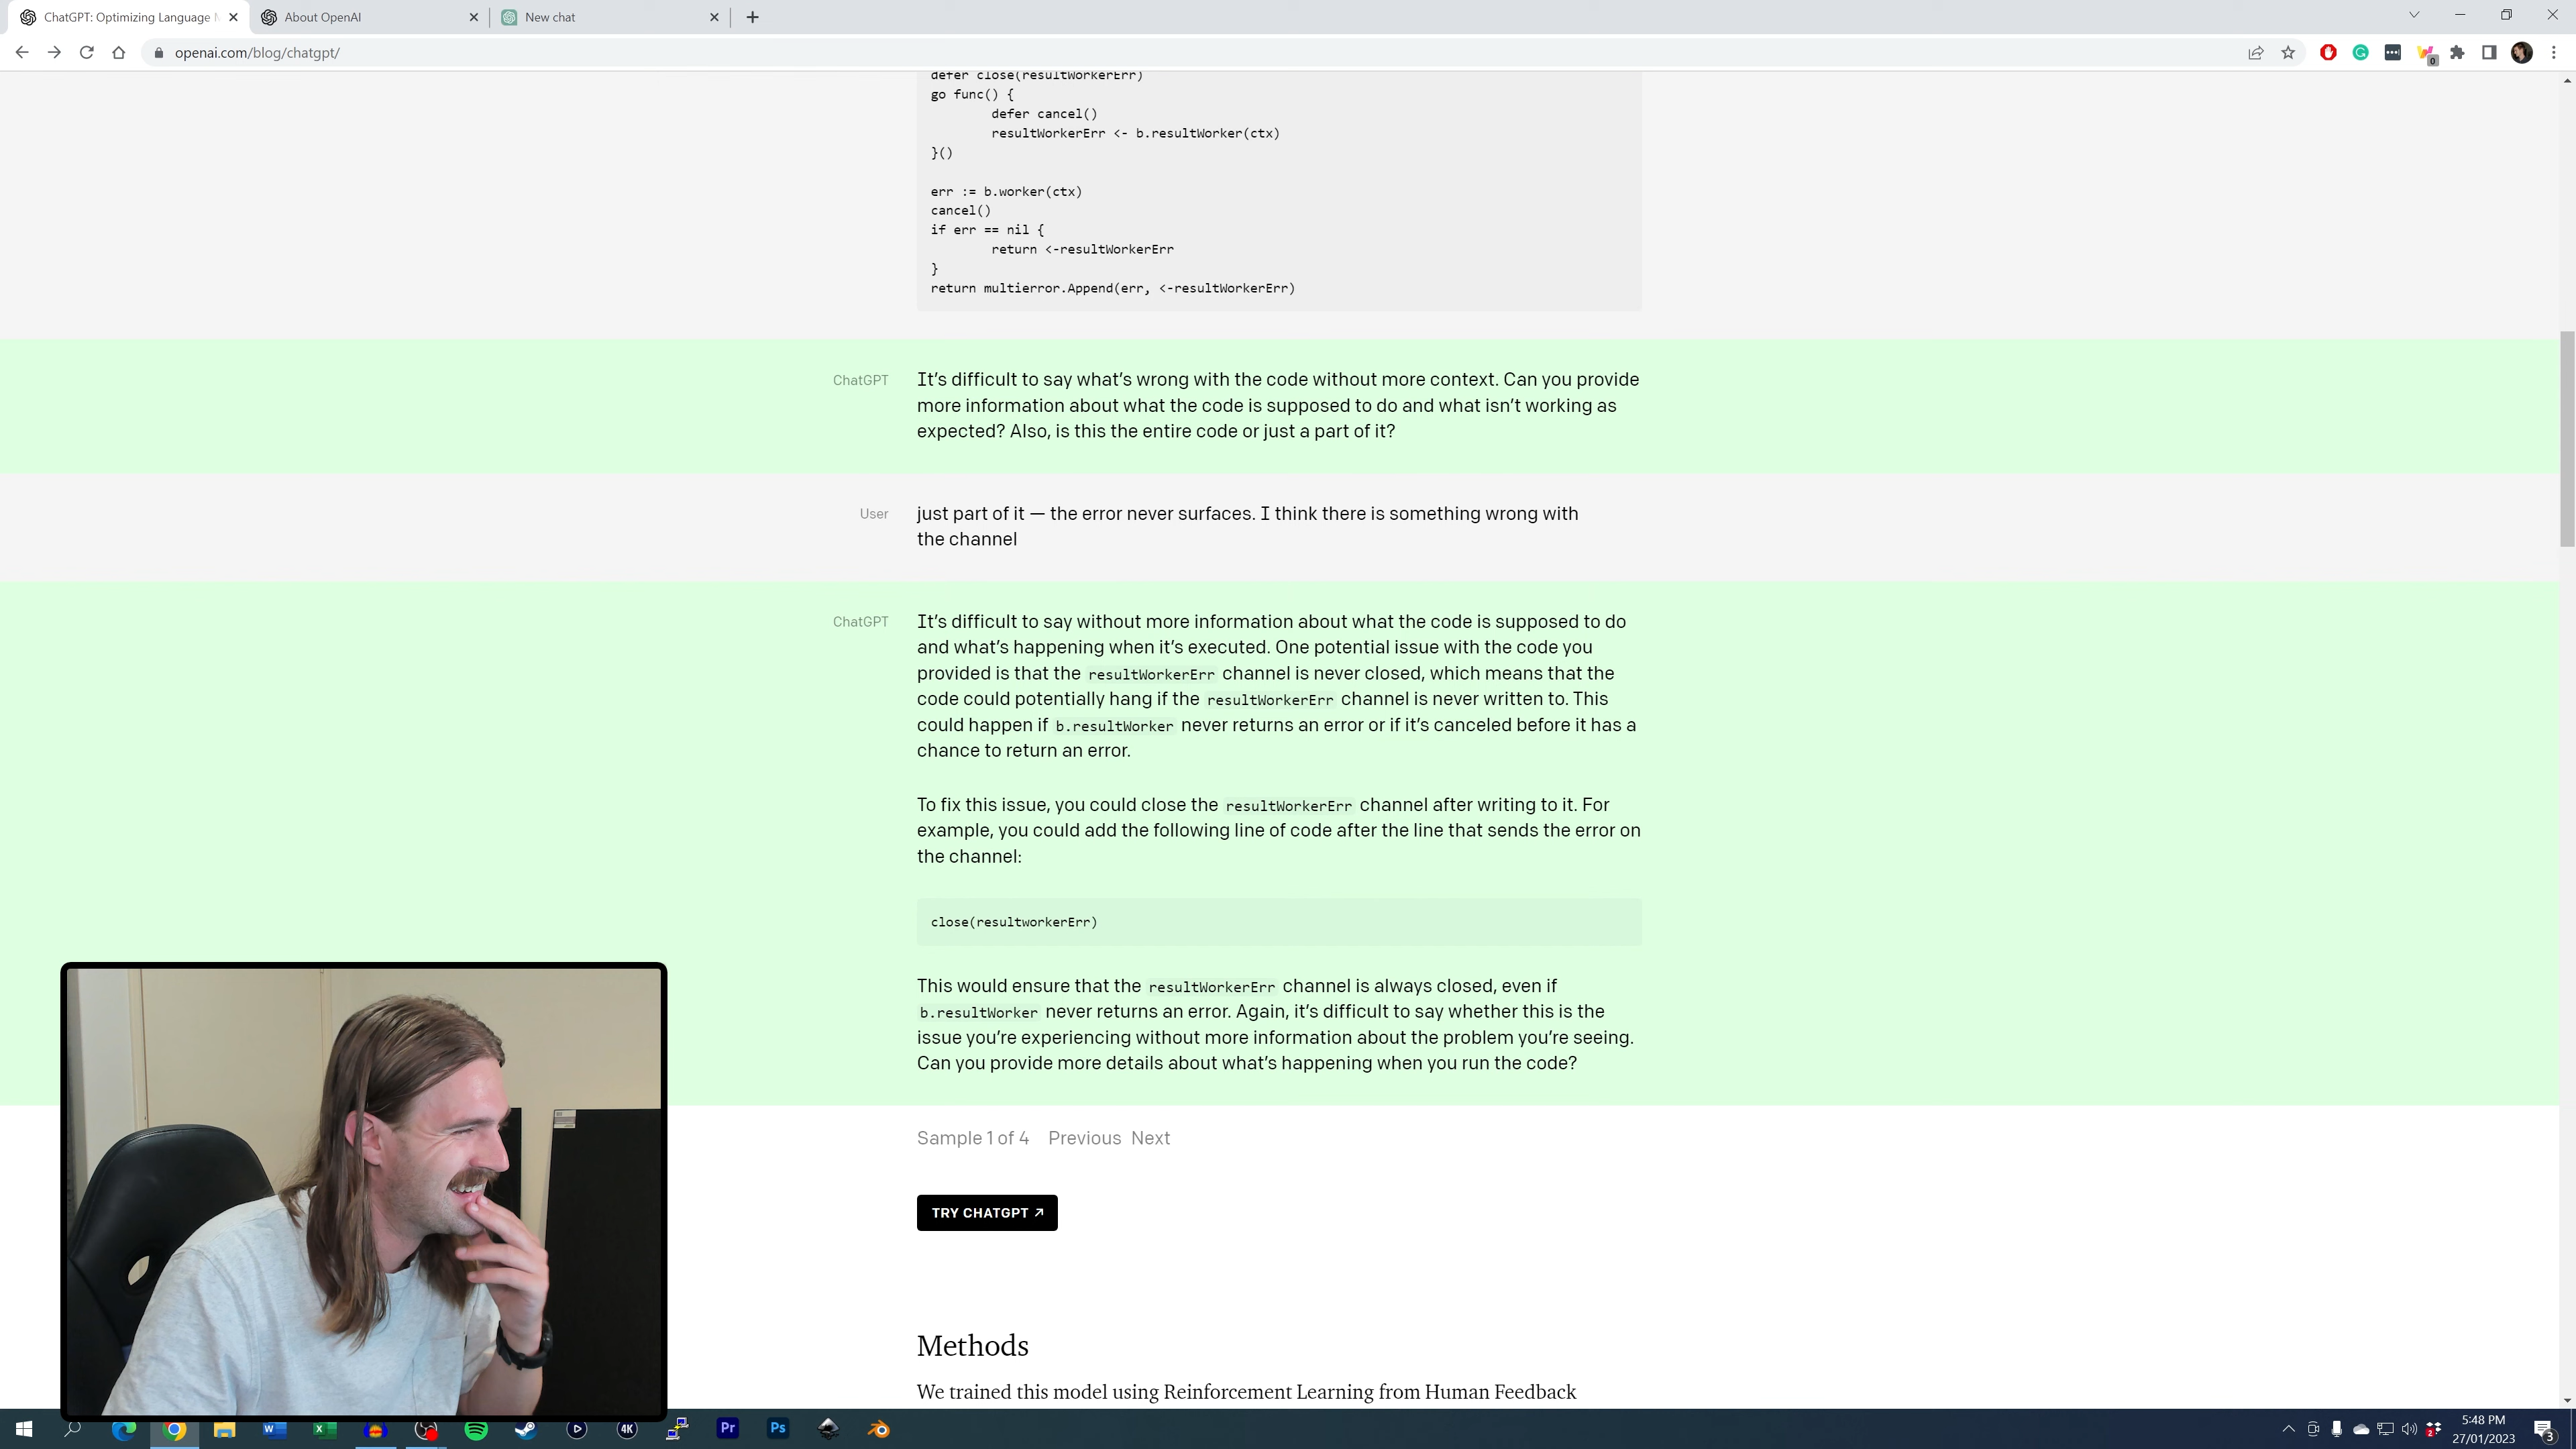 ChatGPT: Optimizing Language M
About OpenAI
New chat
openai.com/blog/chatgpt/
0
defer close(resultWorkerErr)
go func() {
defer cancel()
resultWorkerErr <- b.resultWorker(ctx)
}()
err := b.worker(ctx)
cancel()
if err == nil {
return <-resultWorkerErr
}
return multierror.Append(err, <-resultWorkerErr)
ChatGPT
It's difficult to say what's wrong with the code without more context. Can you provide
more information about what the code is supposed to do and what isn't working as
expected? Also, is this the entire code or just a part of it?
User
just part of it — the error never surfaces. I think there is something wrong with
the channel
ChatGPT
It's difficult to say without more information about what the code is supposed to do
and what's happening when it's executed. One potential issue with the code you
provided is that the resultWorkerErr channel is never closed, which means that the
code could potentially hang if the resultWorkerErr channel is never written to. This
could happen if b.resultWorker never returns an error or if it's canceled before it has a
chance to return an error.
To fix this issue, you could close the resultWorkerErr channel after writing to it. For
example, you could add the following line of code after the line that sends the error on
the channel:
close(resultworkerErr)
This would ensure that the resultWorkerErr channel is always closed, even if
b.resultWorker never returns an error. Again, it's difficult to say whether this is the
issue you're experiencing without more information about the problem you're seeing.
Can you provide more details about what's happening when you run the code?
Sample 1 of 4 Previous Next
TRY CHATGPT ↗
Methods
We trained this model using Reinforcement Learning from Human Feedback
4K
Pr
Ps
2
5:48 PM
27/01/2023
3